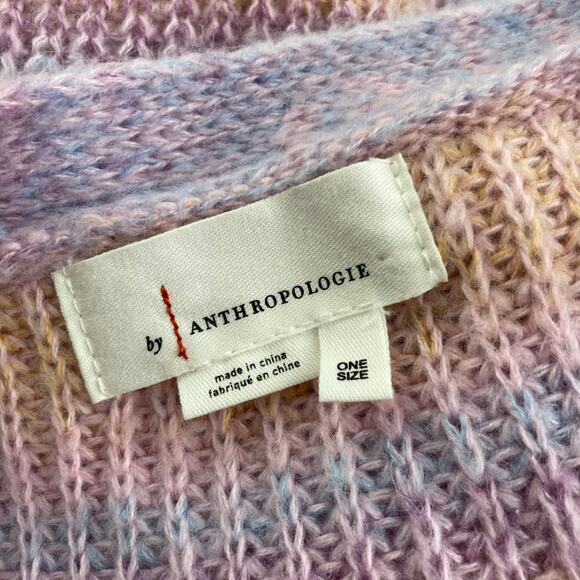 by ANTHROPOLOGIE
made in china
fabriqué en chine
ONE
SIZE